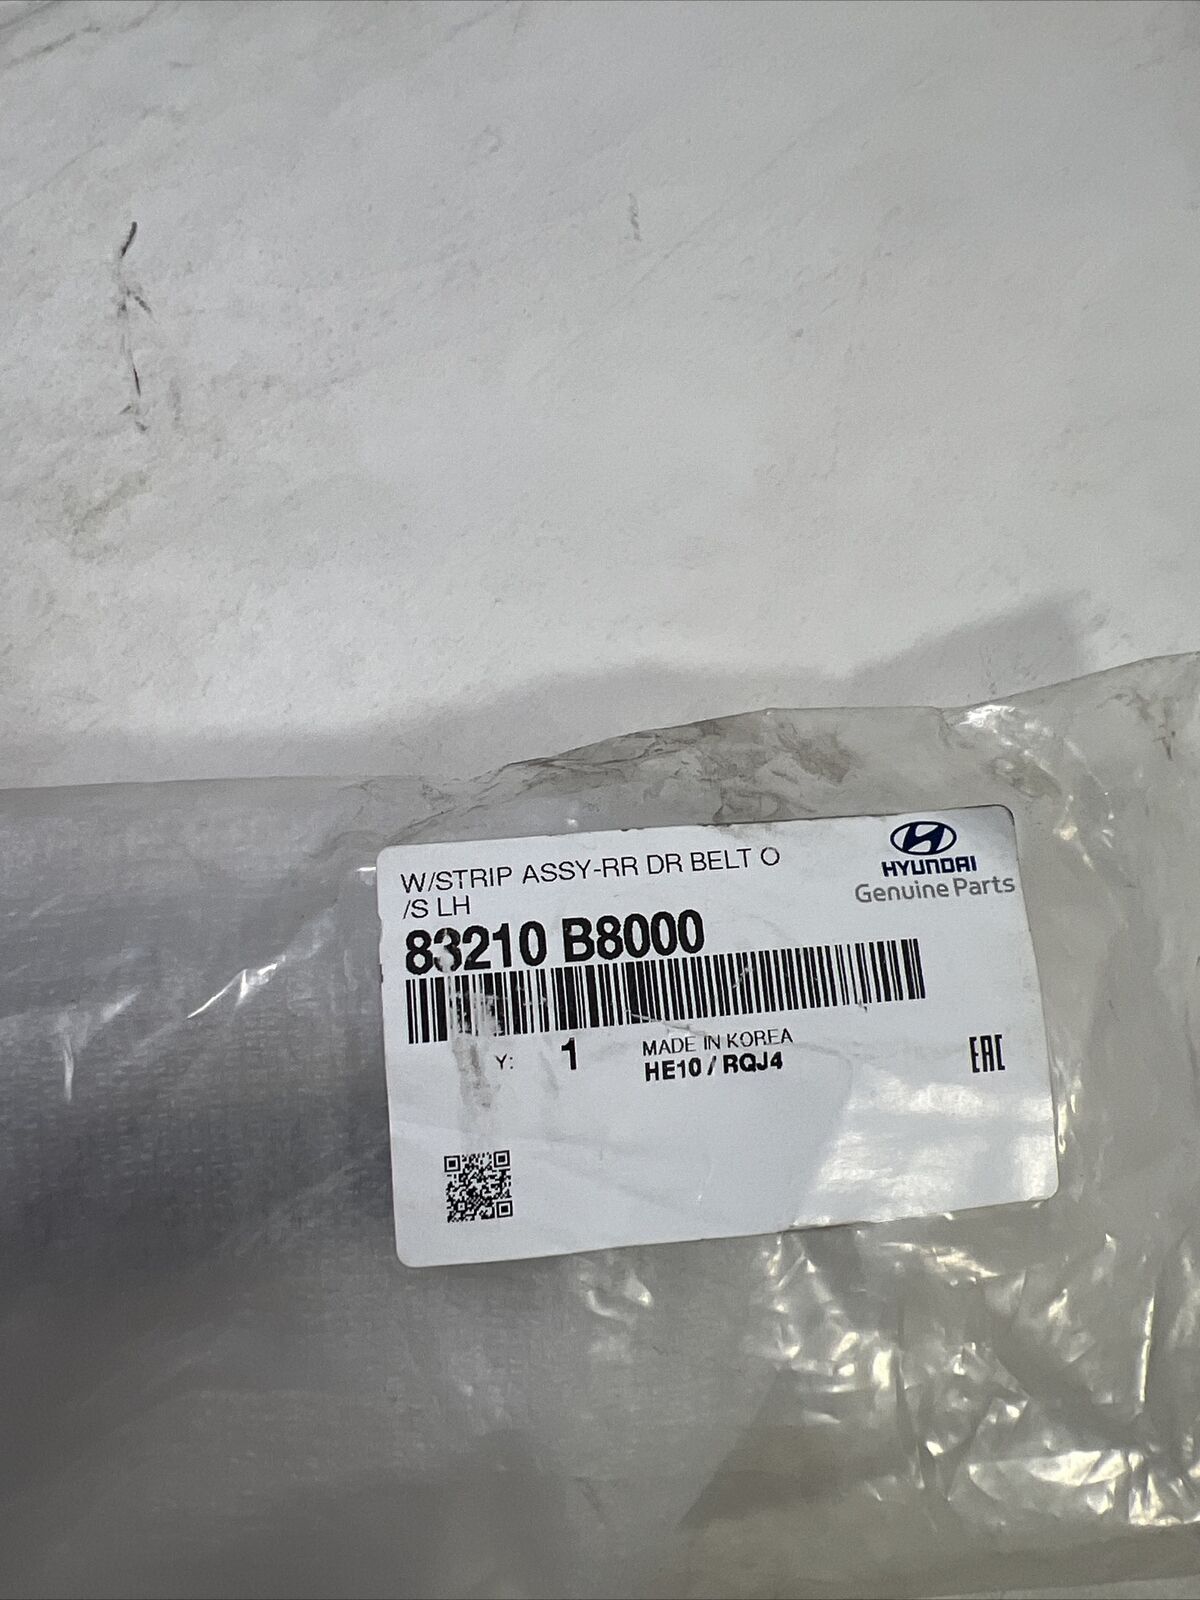 W/STRIP ASSY-RR DR BELT O
/S LH
HYUNDAI
Genuine Parts
83210 B8000
Y: 1
MADE IN KOREA
HE10 / RQJ4
EAC